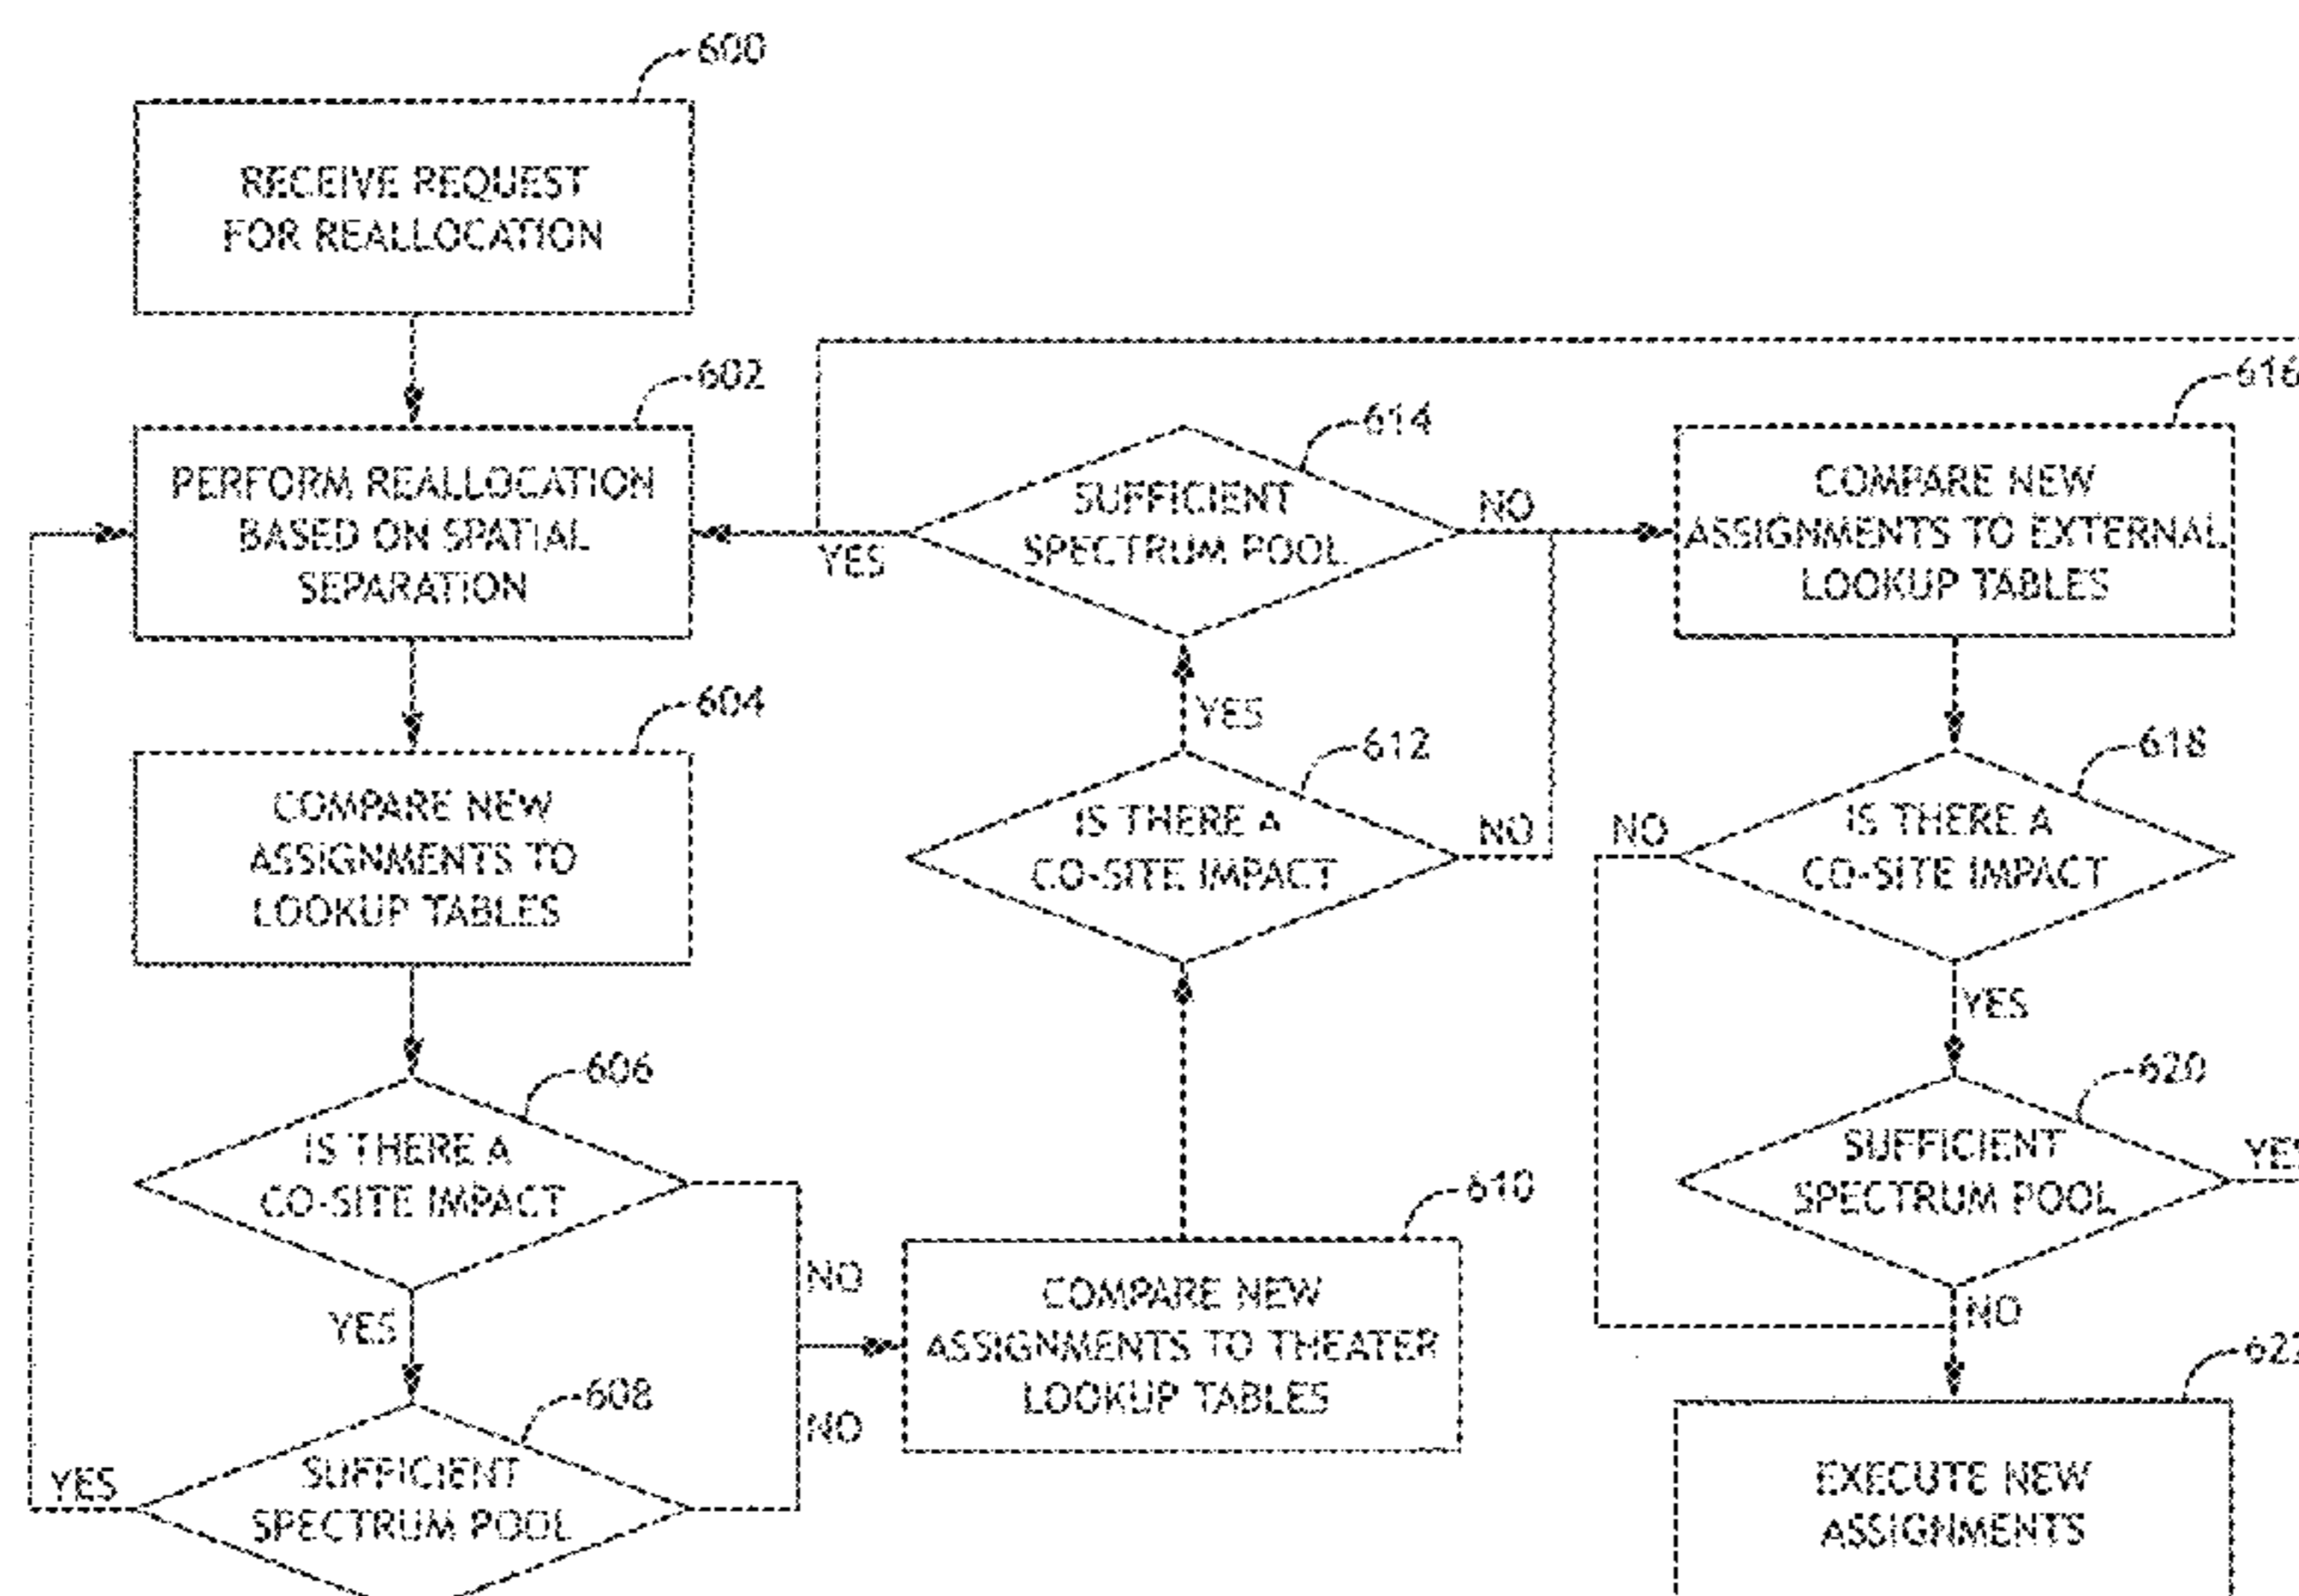 600
RECEIVE REQUEST
FOR REALLOCATION
602
PERFORM REALLOCATION
BASED ON SPATIAL
SEPARATION
604
COMPARE NEW
ASSIGNMENTS TO
LOOKUP TABLES
606
IS THERE A
CO-SITE IMPACT
NO
YES
608
SUFFICIENT
SPECTRUM POOL
YES
NO
610
COMPARE NEW
ASSIGNMENTS TO THEATER
LOOKUP TABLES
612
IS THERE A
CO-SITE IMPACT
NO
YES
614
SUFFICIENT
SPECTRUM POOL
YES
NO
616
COMPARE NEW
ASSIGNMENTS TO EXTERNAL
LOOKUP TABLES
618
IS THERE A
CO-SITE IMPACT
NO
YES
620
SUFFICIENT
SPECTRUM POOL
YES
NO
622
EXECUTE NEW
ASSIGNMENTS